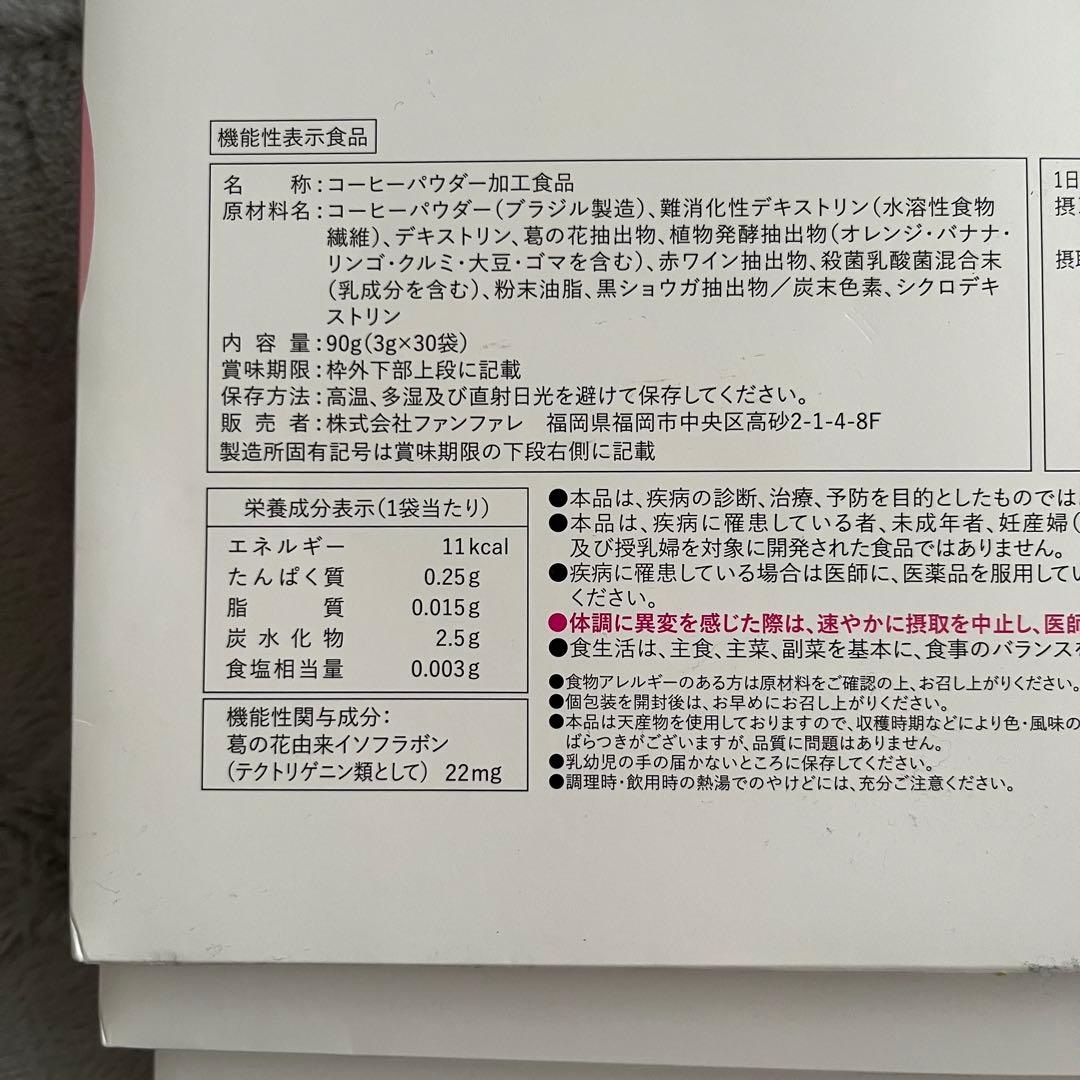 機能性表示食品
名 称:コーヒーパウダー加工食品
原材料名:コーヒーパウダー(ブラジル製造)、難消化性デキストリン(水溶性食物
繊維)、デキストリン、葛の花抽出物、植物発酵抽出物(オレンジ・バナナ・
リンゴ・クルミ・大豆・ゴマを含む)、赤ワイン抽出物、殺菌乳酸菌混合末
(乳成分を含む)、粉末油脂、黒ショウガ抽出物/炭末色素、シクロデキ
ストリン
内容量:90g(3g×30袋)
賞味期限:枠外下部上段に記載
保存方法:高温、多湿及び直射日光を避けて保存してください。
販売者:株式会社ファンファレ 福岡県福岡市中央区高砂2-1-4-8F
製造所固有記号は賞味期限の下段右側に記載
1日
摂
摂取
栄養成分表示(1袋当たり)
エネルギー 11kcal
たんぱく質 0.25g
脂質 0.015g
炭水化物 2.5g
食塩相当量 0.003g
機能性関与成分:
葛の花由来イソフラボン
(テクトリゲニン類として) 22mg
●本品は、疾病の診断、治療、予防を目的としたものでは
●本品は、疾病に罹患している者、未成年者、妊産婦(
及び授乳婦を対象に開発された食品ではありません。
●疾病に罹患している場合は医師に、医薬品を服用してい
ください。
●体調に異変を感じた際は、速やかに摂取を中止し、医師
●食生活は、主食、主菜、副菜を基本に、食事のバランスを
●食物アレルギーのある方は原材料をご確認の上、お召し上がりください。
●個包装を開封後は、お早めにお召し上がりください。
●本品は天産物を使用しておりますので、収穫時期などにより色・風味の
ばらつきがございますが、品質に問題はありません。
●乳幼児の手の届かないところに保存してください。
●調理時・飲用時の熱湯でのやけどには、充分ご注意ください。